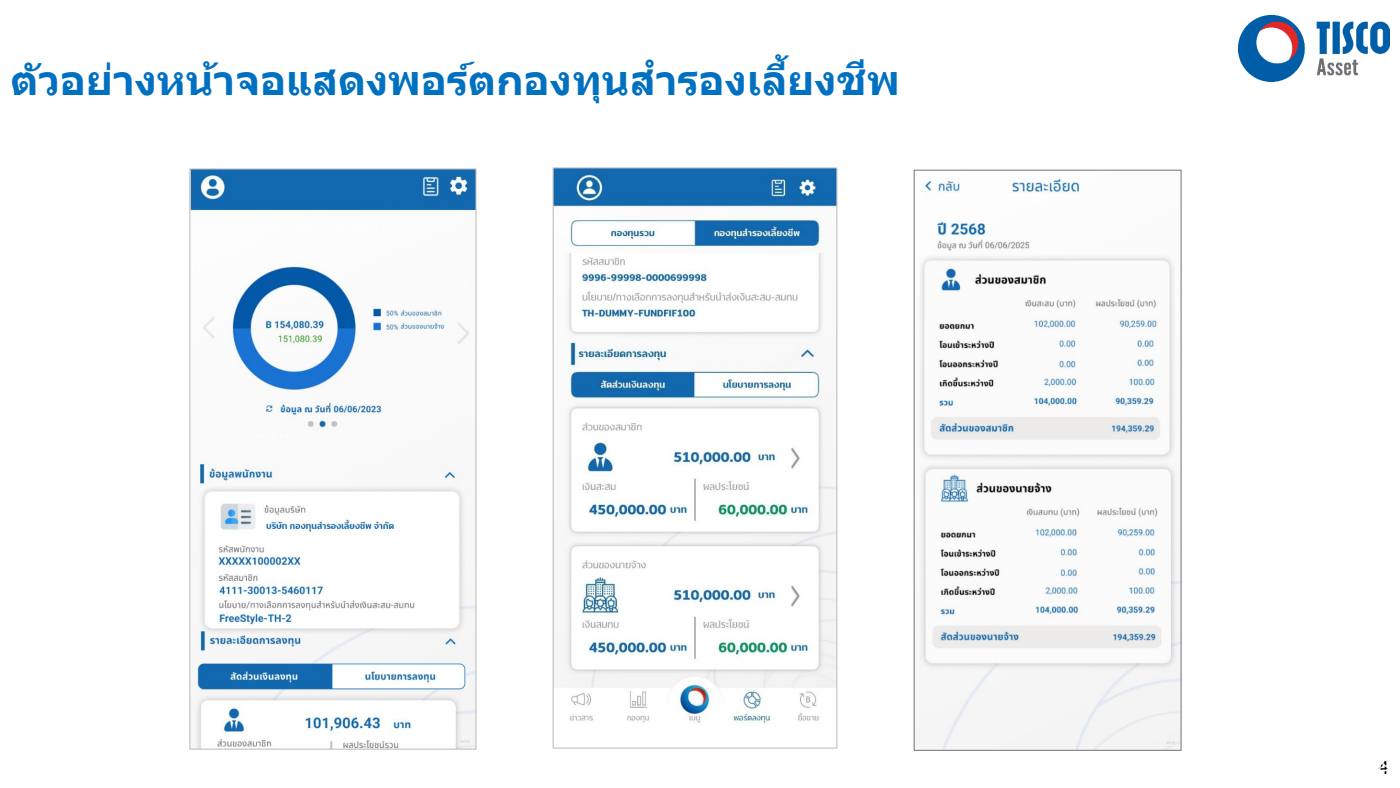 TISCO
Asset
ตัวอย่างหน้าจอแสดงพอร์ตกองทุนสำรองเลี้ยงชีพ
฿ 154,080.39
151,080.39
50% ส่วนของสมาชิก
50% ส่วนของนายจ้าง
ข้อมูล ณ วันที่ 06/06/2023
ข้อมูลพนักงาน
ข้อมูลบริษัท
บริษัท กองทุนสำรองเลี้ยงชีพ จำกัด
รหัสพนักงาน
XXXXX100002XX
รหัสสมาชิก
4111-30013-5460117
นโยบาย/ทางเลือกการลงทุนสำหรับนำส่งเงินสะสม-สมทบ
FreeStyle-TH-2
รายละเอียดการลงทุน
สัดส่วนเงินลงทุน นโยบายการลงทุน
101,906.43 บาท
ส่วนของสมาชิก ผลประโยชน์รวม
กองทุนรวม กองทุนสำรองเลี้ยงชีพ
รหัสสมาชิก
9996-99998-0000699998
นโยบาย/ทางเลือกการลงทุนสำหรับนำส่งเงินสะสม-สมทบ
TH-DUMMY-FUNDFIF100
รายละเอียดการลงทุน
สัดส่วนเงินลงทุน นโยบายการลงทุน
ส่วนของสมาชิก
510,000.00 บาท
เงินสะสม ผลประโยชน์
450,000.00 บาท 60,000.00 บาท
ส่วนของนายจ้าง
510,000.00 บาท
เงินสมทบ ผลประโยชน์
450,000.00 บาท 60,000.00 บาท
ข่าวสาร กองทุน เมนู พอร์ตลงทุน ซื้อขาย
กลับ รายละเอียด
ปี 2568
ข้อมูล ณ วันที่ 06/06/2025
ส่วนของสมาชิก
เงินสะสม (บาท) ผลประโยชน์ (บาท)
ยอดยกมา 102,000.00 90,259.00
โอนเข้าระหว่างปี 0.00 0.00
โอนออกระหว่างปี 0.00 0.00
เกิดขึ้นระหว่างปี 2,000.00 100.00
รวม 104,000.00 90,359.29
สัดส่วนของสมาชิก 194,359.29
ส่วนของนายจ้าง
เงินสมทบ (บาท) ผลประโยชน์ (บาท)
ยอดยกมา 102,000.00 90,259.00
โอนเข้าระหว่างปี 0.00 0.00
โอนออกระหว่างปี 0.00 0.00
เกิดขึ้นระหว่างปี 2,000.00 100.00
รวม 104,000.00 90,359.29
สัดส่วนของนายจ้าง 194,359.29
4